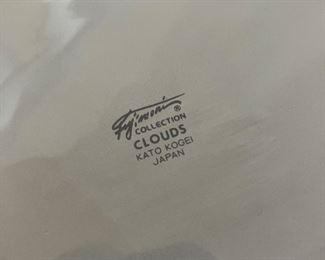 Fujimori ®
COLLECTION
CLOUDS
KATO KOGEI
JAPAN